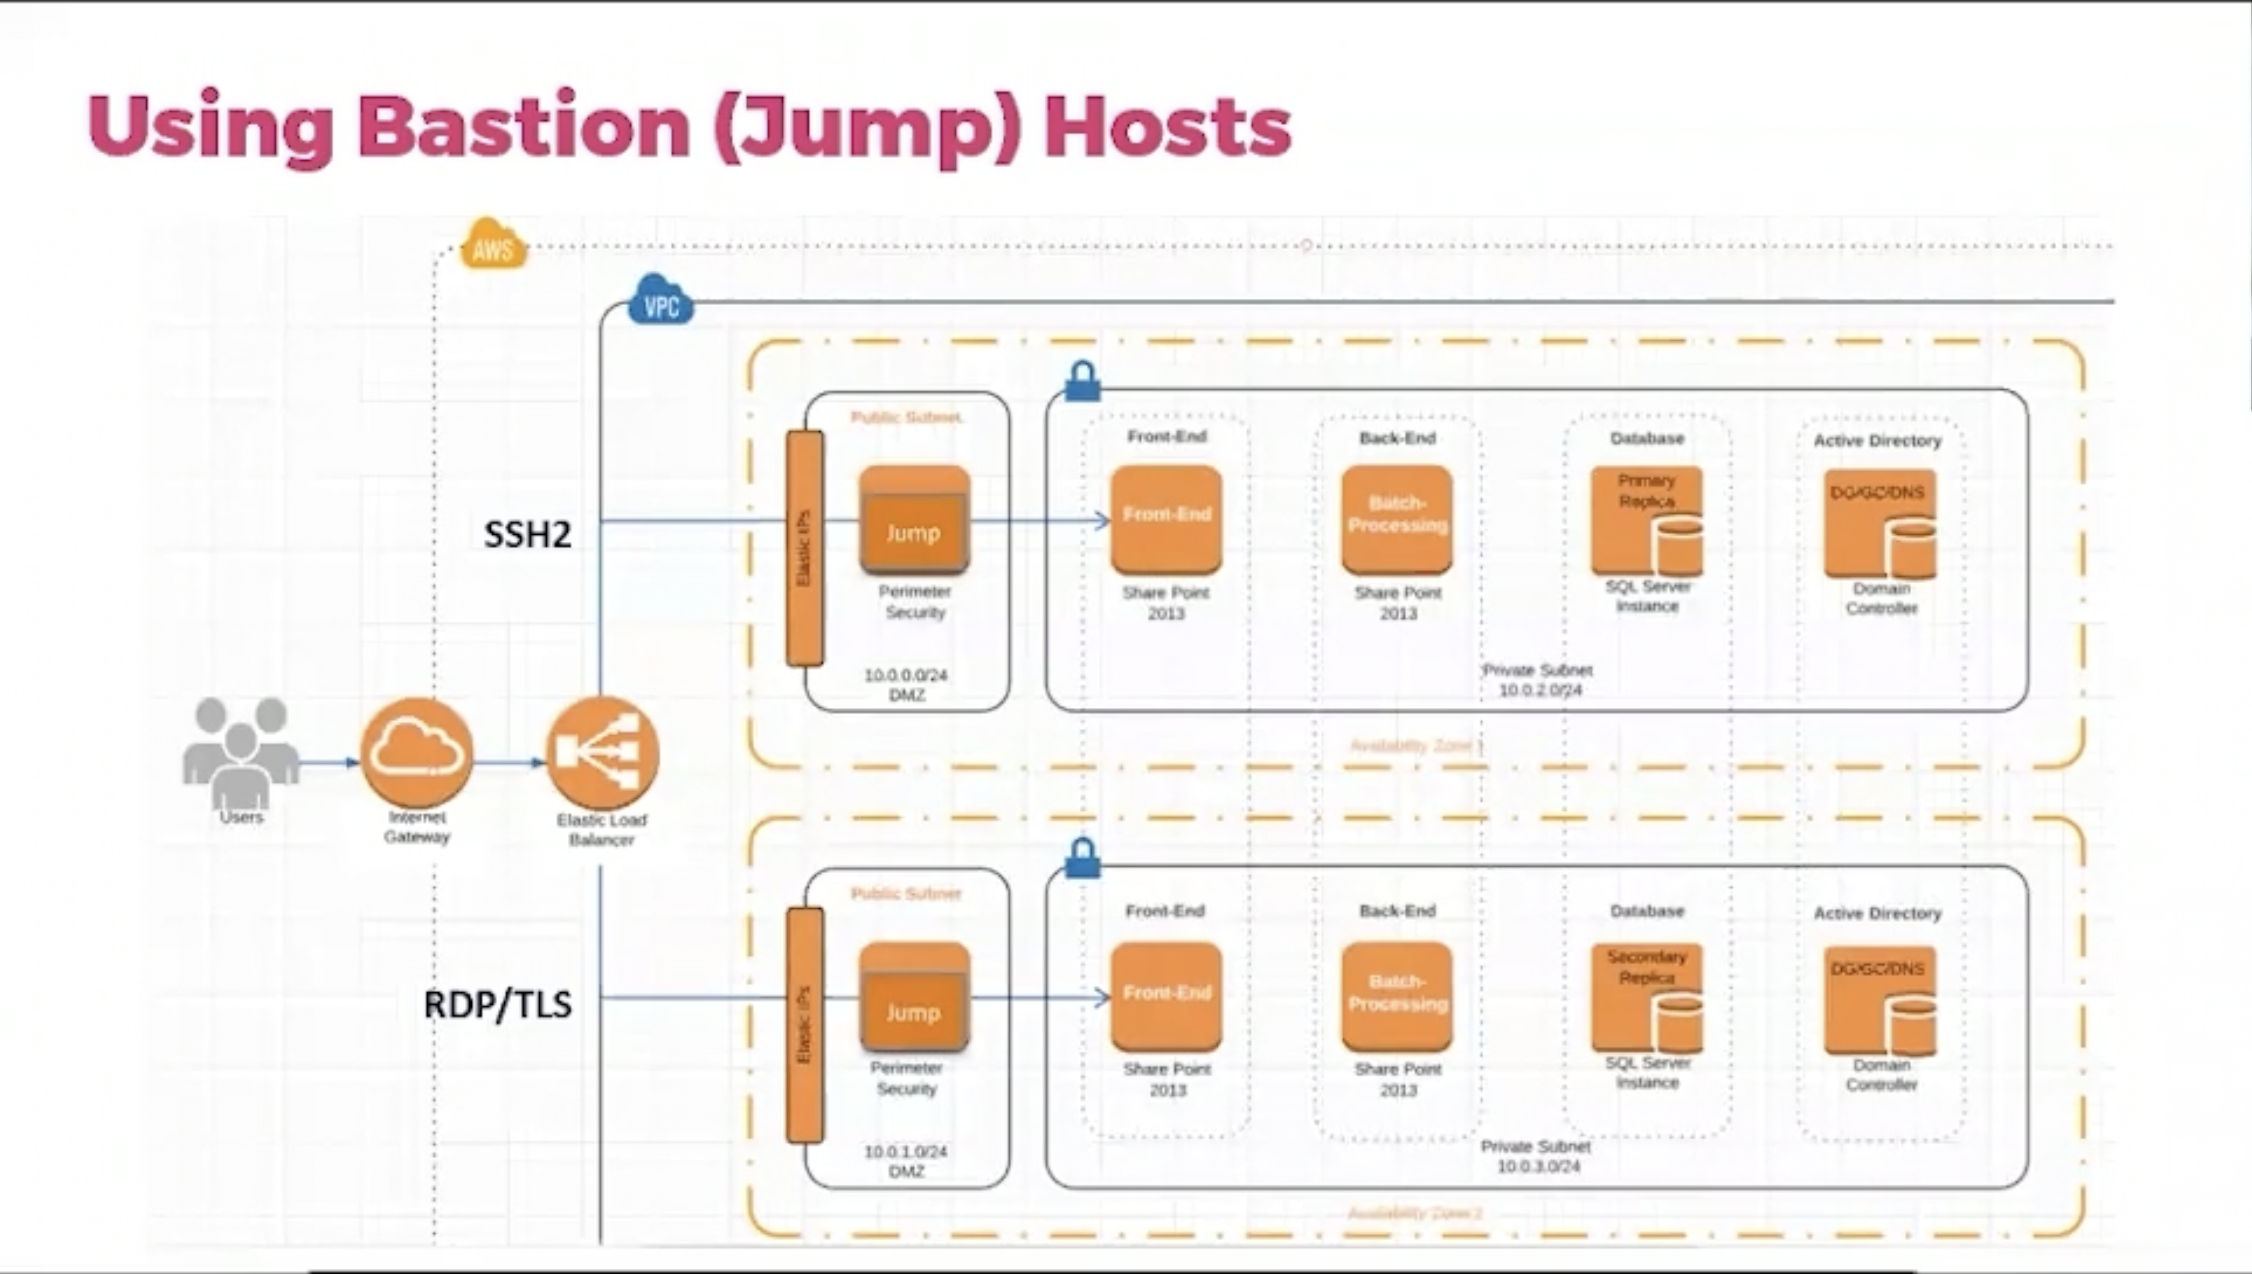 Using Bastion (Jump) Hosts
AWS
VPC
SSH2
RDP/TLS
Users
Internet
Gateway
Elastic Load
Balancer
Public Subnet
Elastic IPs
Jump
Perimeter
Security
10.0.0.0/24
DMZ
Front-End
Front-End
Share Point
2013
Back-End
Batch-
Processing
Share Point
2013
Database
Primary
Replica
SQL Server
Instance
Active Directory
DG/GC/DNS
Domain
Controller
Private Subnet
10.0.2.0/24
Availability Zone 1
Public Subnet
Elastic IPs
Jump
Perimeter
Security
10.0.1.0/24
DMZ
Front-End
Front-End
Share Point
2013
Back-End
Batch-
Processing
Share Point
2013
Database
Secondary
Replica
SQL Server
Instance
Active Directory
DG/GC/DNS
Domain
Controller
Private Subnet
10.0.3.0/24
Availability Zone 2